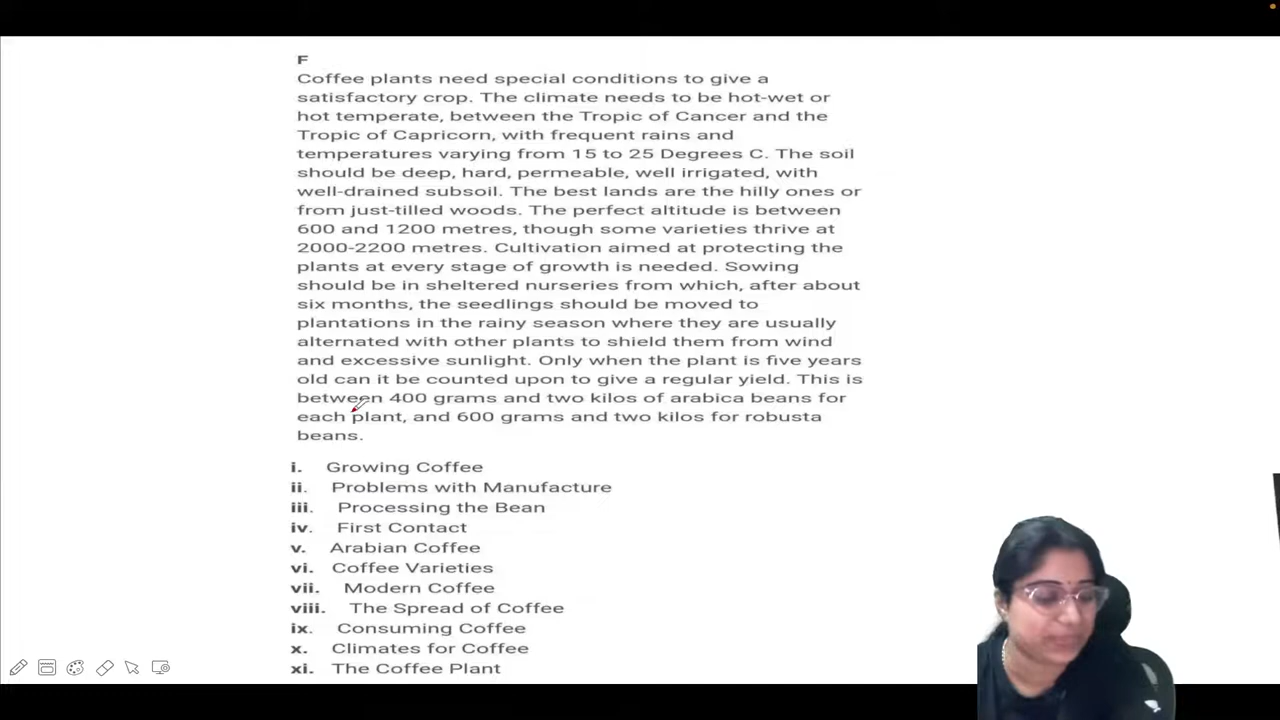 F
Coffee plants need special conditions to give a
satisfactory crop. The climate needs to be hot-wet or
hot temperate, between the Tropic of Cancer and the
Tropic of Capricorn, with frequent rains and
temperatures varying from 15 to 25 Degrees C. The soil
should be deep, hard, permeable, well irrigated, with
well-drained subsoil. The best lands are the hilly ones or
from just-tilled woods. The perfect altitude is between
600 and 1200 metres, though some varieties thrive at
2000-2200 metres. Cultivation aimed at protecting the
plants at every stage of growth is needed. Sowing
should be in sheltered nurseries from which, after about
six months, the seedlings should be moved to
plantations in the rainy season where they are usually
alternated with other plants to shield them from wind
and excessive sunlight. Only when the plant is five years
old can it be counted upon to give a regular yield. This is
between 400 grams and two kilos of arabica beans for
each plant, and 600 grams and two kilos for robusta
beans.
i. Growing Coffee
ii. Problems with Manufacture
iii. Processing the Bean
iv. First Contact
v. Arabian Coffee
vi. Coffee Varieties
vii. Modern Coffee
viii. The Spread of Coffee
ix. Consuming Coffee
x. Climates for Coffee
xi. The Coffee Plant